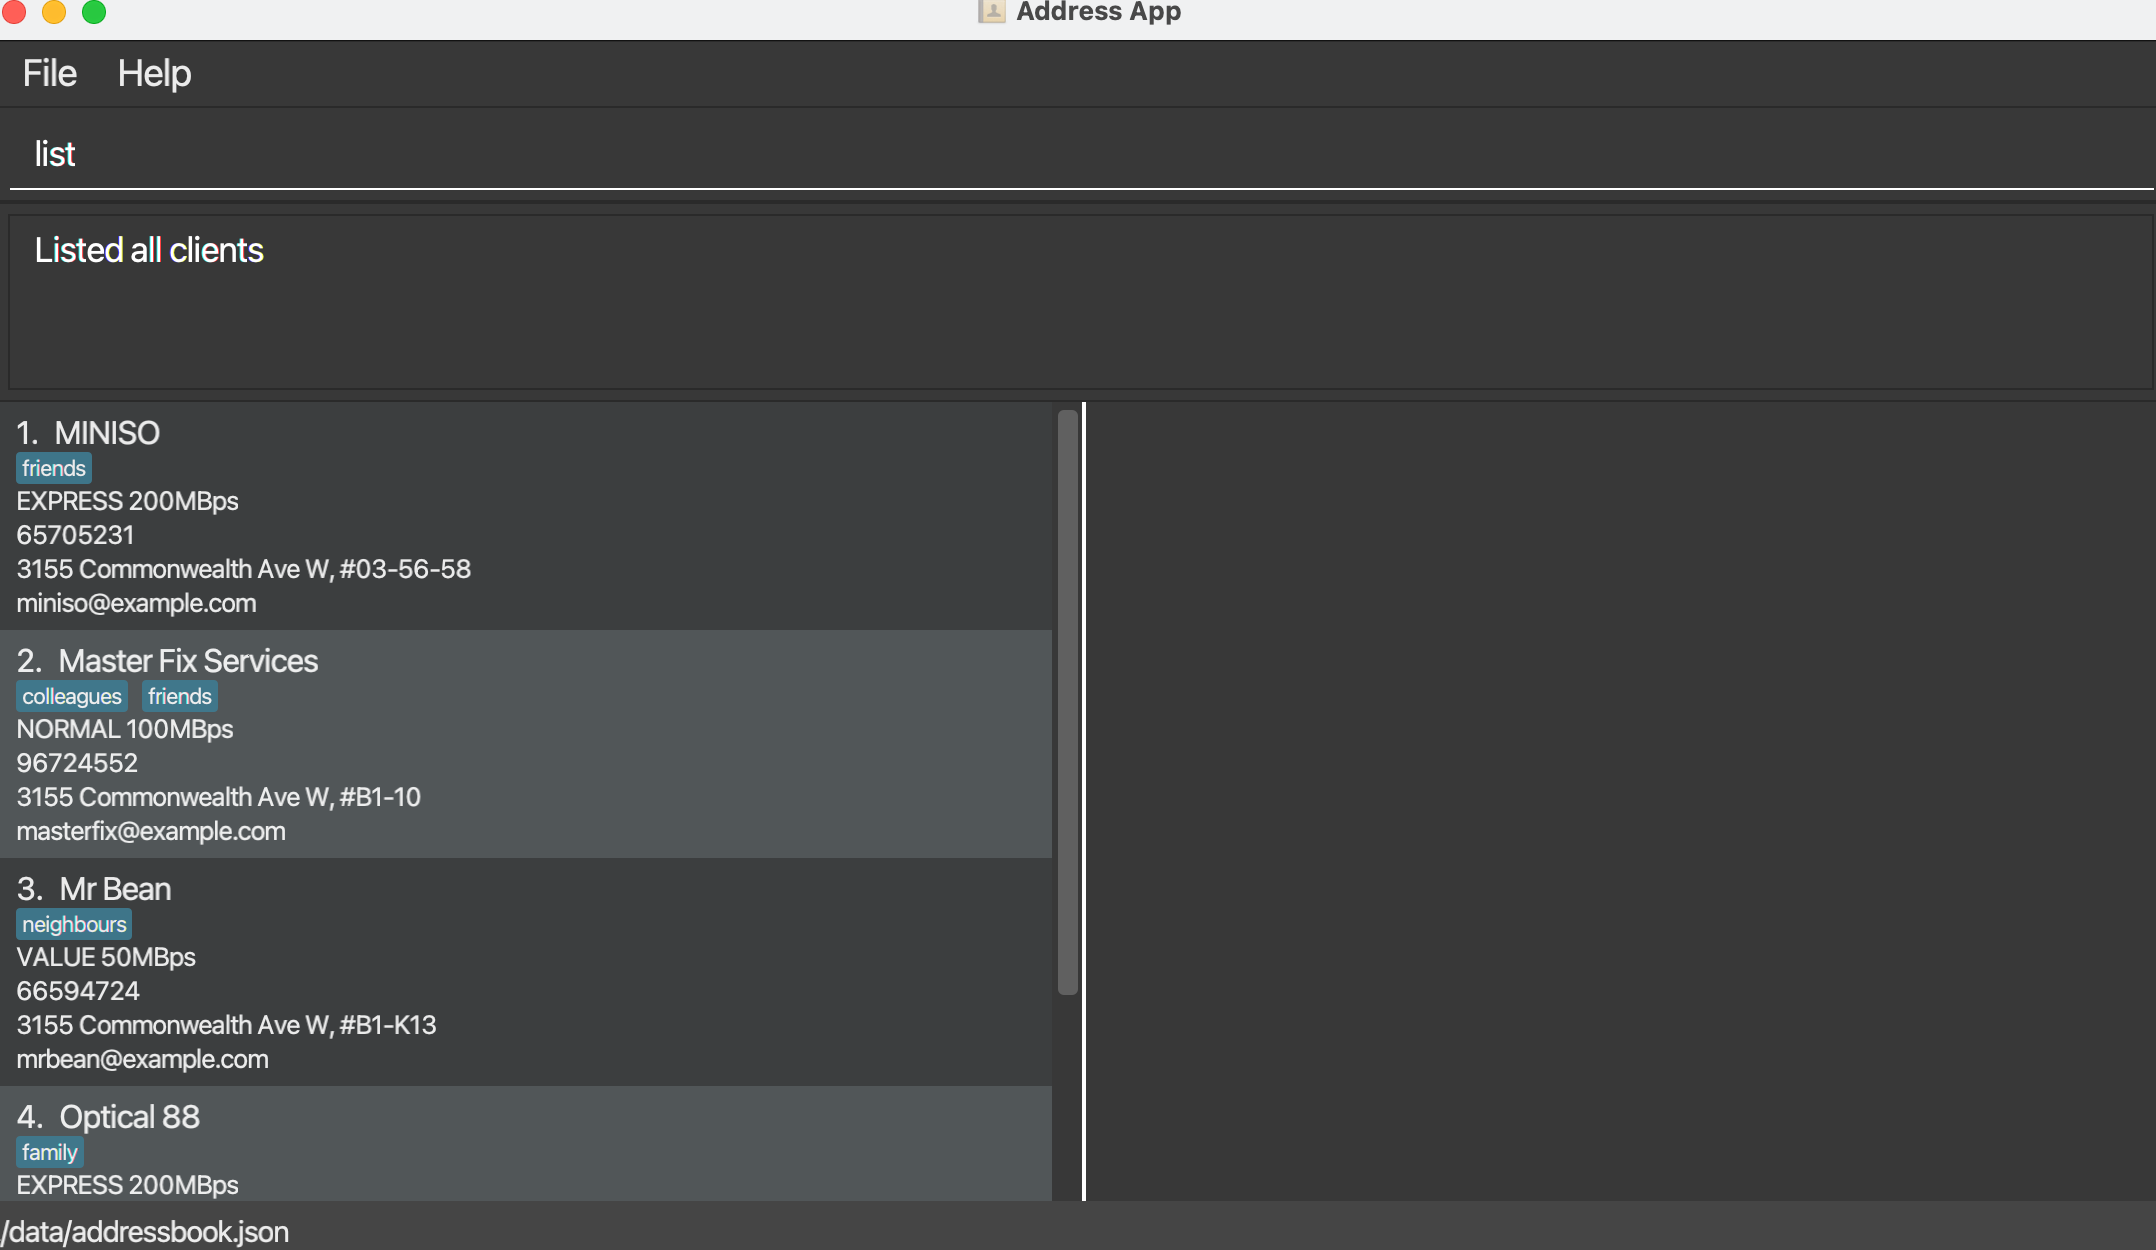 Address App
File Help
list
Listed all clients
1. MINISO
friends
EXPRESS 200MBps
65705231
3155 Commonwealth Ave W, #03-56-58
miniso@example.com
2. Master Fix Services
colleagues friends
NORMAL 100MBps
96724552
3155 Commonwealth Ave W, #B1-10
masterfix@example.com
3. Mr Bean
neighbours
VALUE 50MBps
66594724
3155 Commonwealth Ave W, #B1-K13
mrbean@example.com
4. Optical 88
family
EXPRESS 200MBps
/data/addressbook.json